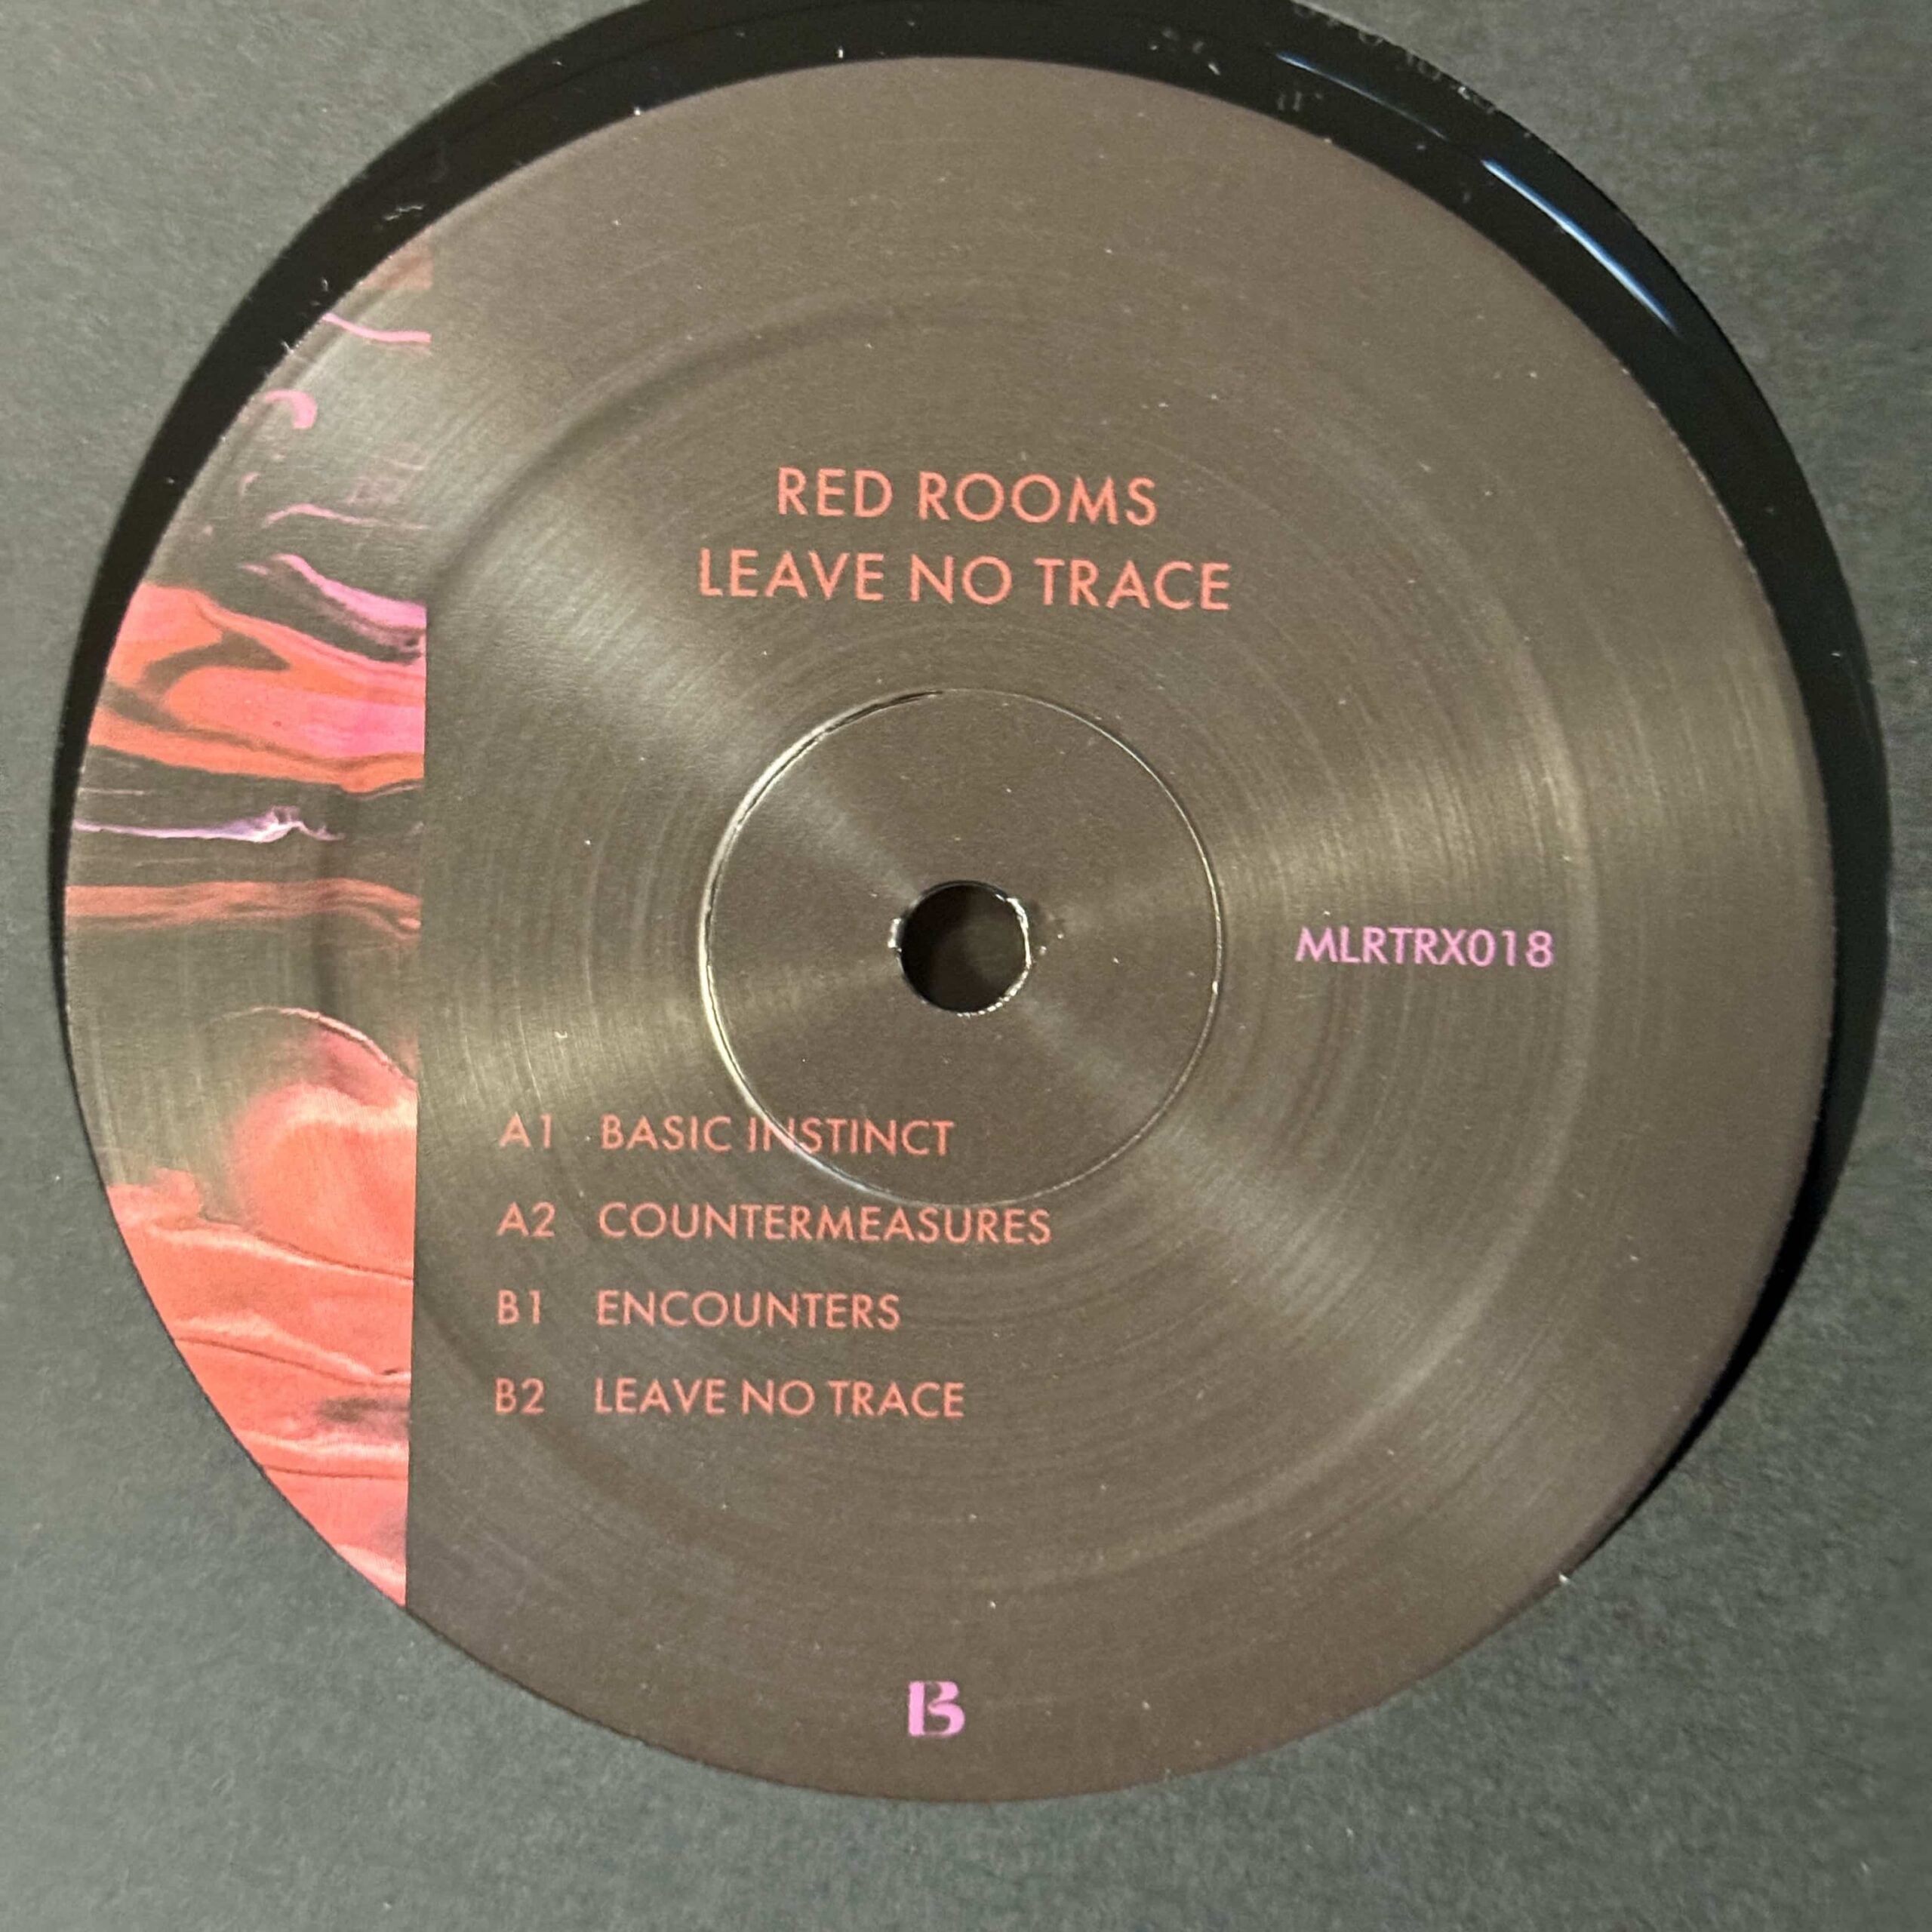 RED ROOMS
LEAVE NO TRACE
MLRTRX018
A1 BASIC INSTINCT
A2 COUNTERMEASURES
B1 ENCOUNTERS
B2 LEAVE NO TRACE
B